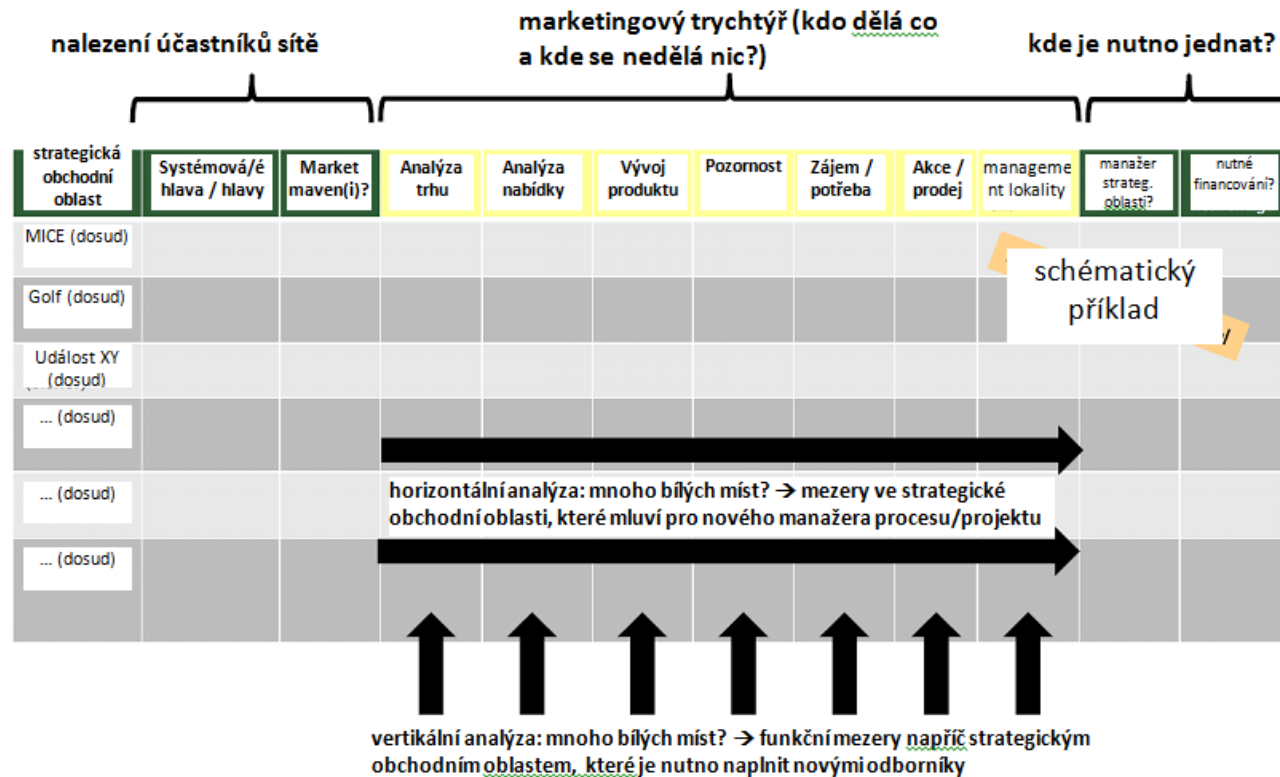 nalezení účastníků sítě
marketingový trychtýř (kdo dělá co
a kde se nedělá nic?)
kde je nutno jednat?
strategická
obchodní
oblast
Systémová/é
hlava / hlavy
Market
maven(i)?
Analýza
trhu
Analýza
nabídky
Vývoj
produktu
Pozornost
Zájem /
potřeba
Akce /
prodej
manageme
nt lokality
manažer
strateg.
oblasti?
nutné
financování?
MICE (dosud)
schématický
příklad
Golf (dosud)
Událost XY
(dosud)
... (dosud)
... (dosud)
horizontální analýza: mnoho bílých míst? → mezery ve strategické
obchodní oblasti, které mluví pro nového manažera procesu/projektu
... (dosud)
vertikální analýza: mnoho bílých míst? → funkční mezery napříč strategickým
obchodním oblastem, které je nutno naplnit novými odborníky